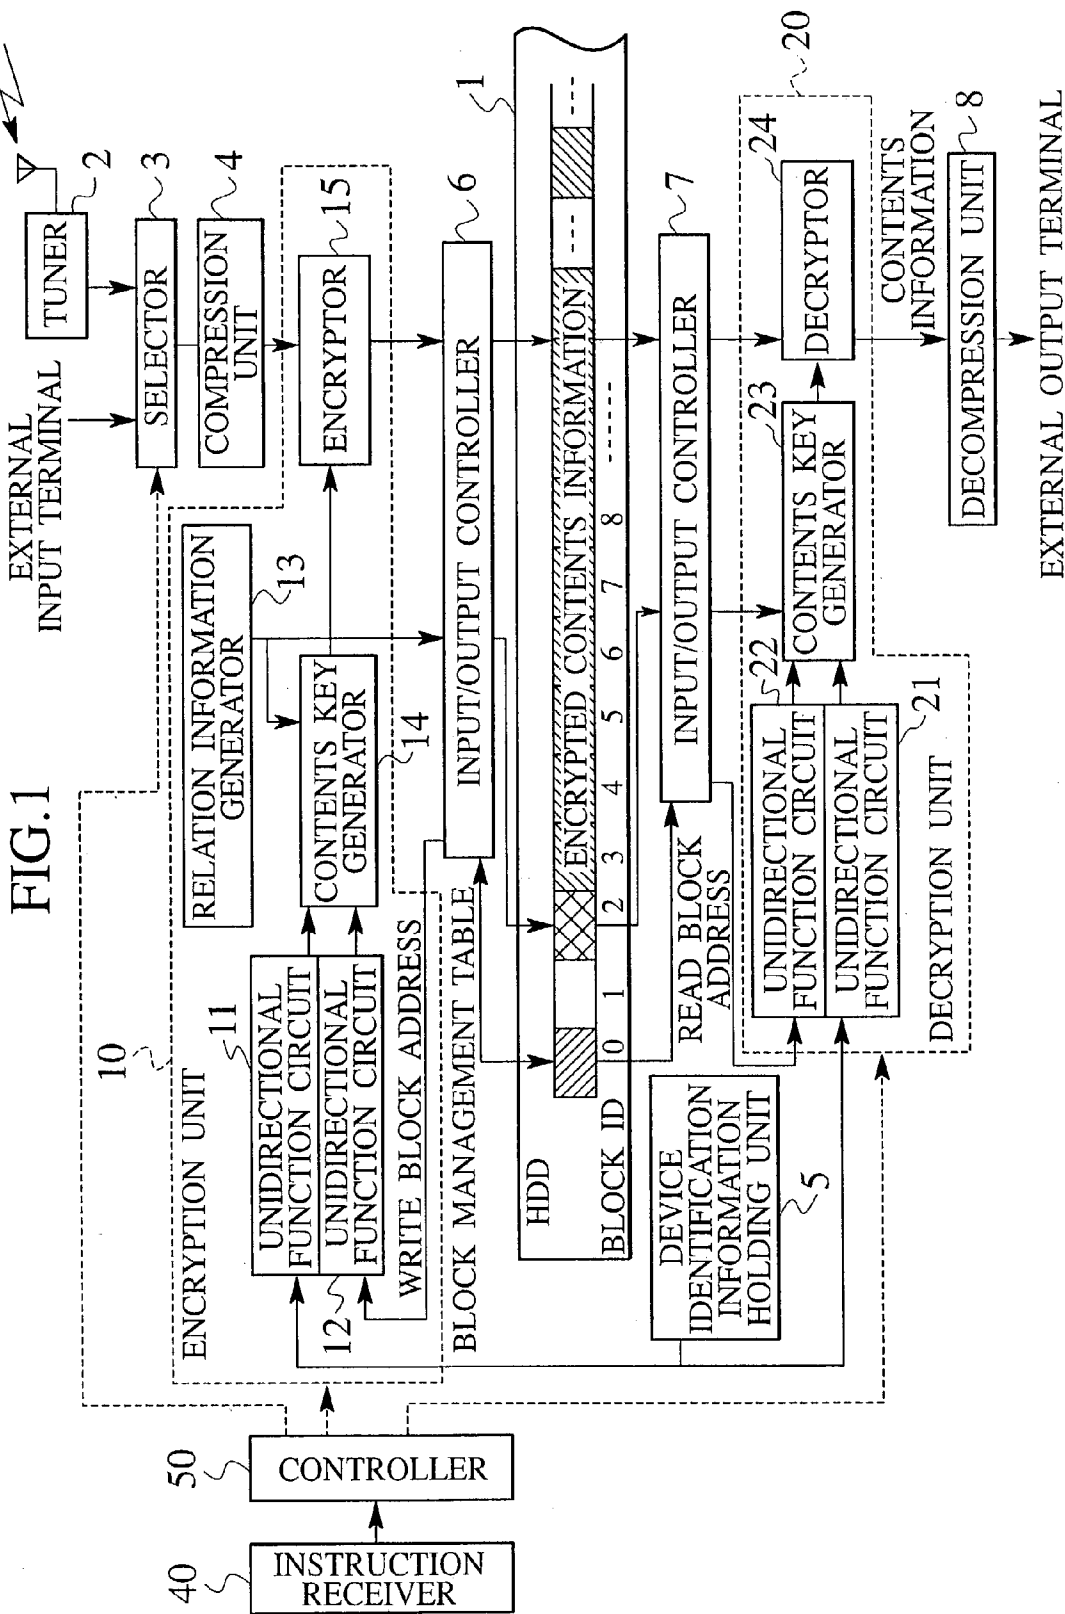 FIG.1
EXTERNAL
INPUT TERMINAL
TUNER
2
SELECTOR
3
COMPRESSION
UNIT
4
10
ENCRYPTION UNIT
RELATION INFORMATION
GENERATOR
13
UNIDIRECTIONAL
FUNCTION CIRCUIT
11
UNIDIRECTIONAL
FUNCTION CIRCUIT
12
CONTENTS KEY
GENERATOR
14
ENCRYPTOR
15
50
CONTROLLER
40
INSTRUCTION
RECEIVER
WRITE BLOCK ADDRESS
BLOCK MANAGEMENT TABLE
INPUT/OUTPUT CONTROLLER
6
HDD
1
ENCRYPTED CONTENTS INFORMATION
BLOCK ID 0 1 2 3 4 5 6 7 8
INPUT/OUTPUT CONTROLLER
7
READ BLOCK
ADDRESS
DEVICE
IDENTIFICATION
INFORMATION
HOLDING UNIT
5
UNIDIRECTIONAL
FUNCTION CIRCUIT
22
UNIDIRECTIONAL
FUNCTION CIRCUIT
21
CONTENTS KEY
GENERATOR
23
DECRYPTOR
24
20
DECRYPTION UNIT
CONTENTS
INFORMATION
DECOMPRESSION UNIT
8
EXTERNAL OUTPUT TERMINAL